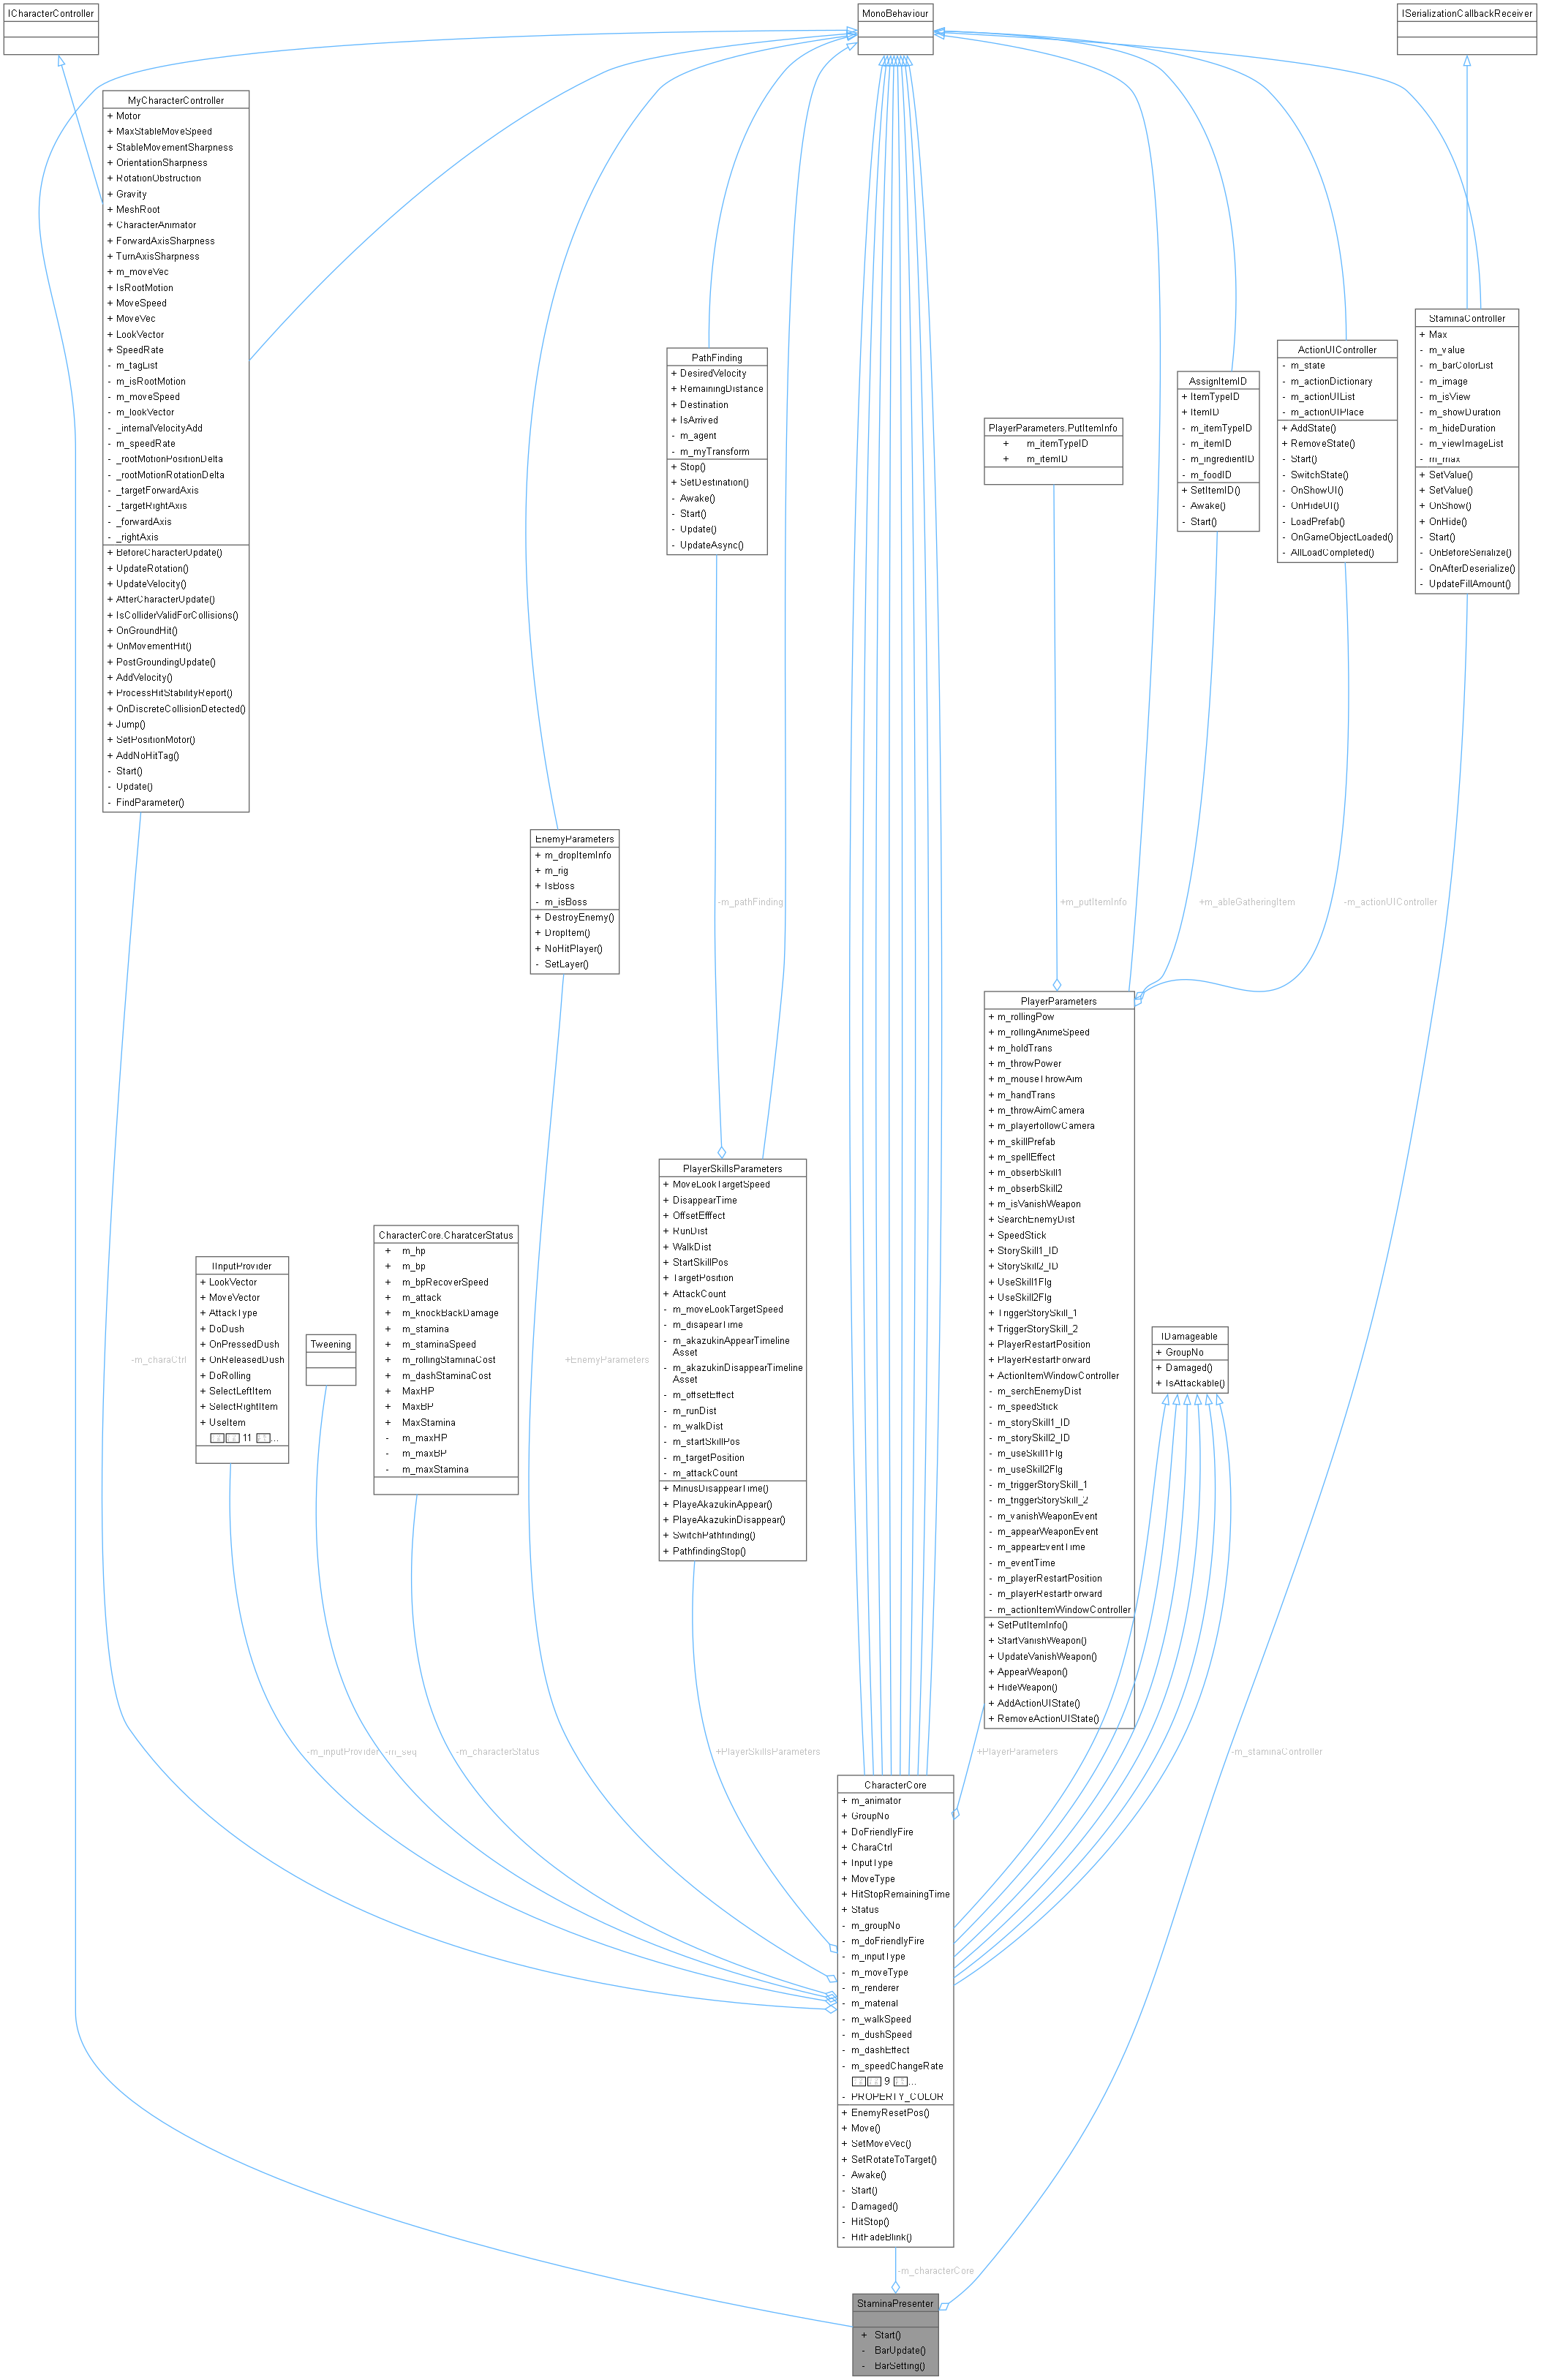 ICharacterController
MonoBehaviour
ISerializationCallbackReceiver
MyCharacterController
+ Motor
+ MaxStableMoveSpeed
+ StableMovementSharpness
+ OrientationSharpness
+ RotationObstruction
+ Gravity
+ MeshRoot
+ CharacterAnimator
+ ForwardAxisSharpness
+ TurnAxisSharpness
+ m_moveVec
+ IsRootMotion
+ MoveSpeed
+ MoveVec
+ LookVector
+ SpeedRate
- m_tagList
- m_isRootMotion
- m_moveSpeed
- m_lookVector
- _internalVelocityAdd
- m_speedRate
- _rootMotionPositionDelta
- _rootMotionRotationDelta
- _targetForwardAxis
- _targetRightAxis
- _forwardAxis
- _rightAxis
+ BeforeCharacterUpdate()
+ UpdateRotation()
+ UpdateVelocity()
+ AfterCharacterUpdate()
+ IsColliderValidForCollisions()
+ OnGroundHit()
+ OnMovementHit()
+ PostGroundingUpdate()
+ AddVelocity()
+ ProcessHitStabilityReport()
+ OnDiscreteCollisionDetected()
+ Jump()
+ SetPositionMotor()
+ AddNoHitTag()
- Start()
- Update()
- FindParameter()
StaminaController
+ Max
- m_value
- m_barColorList
- m_image
- m_isView
- m_showDuration
- m_hideDuration
- m_viewImageList
- m_max
+ SetValue()
+ SetValue()
+ OnShow()
+ OnHide()
- Start()
- OnBeforeSerialize()
- OnAfterDeserialize()
- UpdateFillAmount()
ActionUIController
- m_state
- m_actionDictionary
- m_actionUIList
- m_actionUIPlace
+ AddState()
+ RemoveState()
- Start()
- SwitchState()
- OnShowUI()
- OnHideUI()
- LoadPrefab()
- OnGameObjectLoaded()
- AllLoadCompleted()
PathFinding
+ DesiredVelocity
+ RemainingDistance
+ Destination
+ IsArrived
- m_agent
- m_myTransform
+ Stop()
+ SetDestination()
- Awake()
- Start()
- Update()
- UpdateAsync()
AssignItemID
+ ItemTypeID
+ ItemID
- m_itemTypeID
- m_itemID
- m_ingredientID
- m_foodID
+ SetItemID()
- Awake()
- Start()
PlayerParameters.PutItemInfo
+ m_itemTypeID
+ m_itemID
EnemyParameters
+ m_dropItemInfo
+ m_rig
+ IsBoss
- m_isBoss
+ DestroyEnemy()
+ DropItem()
+ NoHitPlayer()
- SetLayer()
-m_pathFinding
+m_putItemInfo
+m_ableGatheringItem
-m_actionUIController
PlayerParameters
+ m_rollingPow
+ m_rollingAnimeSpeed
+ m_holdTrans
+ m_throwPower
+ m_mouseThrowAim
+ m_handTrans
+ m_throwAimCamera
+ m_playerfollowCamera
+ m_skillPrefab
+ m_spellEffect
+ m_obserbSkill1
+ m_obserbSkill2
+ m_isVanishWeapon
+ SearchEnemyDist
+ SpeedStick
+ StorySkill1_ID
+ StorySkill2_ID
+ UseSkill1Flg
+ UseSkill2Flg
+ TriggerStorySkill_1
+ TriggerStorySkill_2
+ PlayerRestartPosition
+ PlayerRestartForward
+ ActionItemWindowController
- m_serchEnemyDist
- m_speedStick
- m_storySkill1_ID
- m_storySkill2_ID
- m_useSkill1Flg
- m_useSkill2Flg
- m_triggerStorySkill_1
- m_triggerStorySkill_2
- m_vanishWeaponEvent
- m_appearWeaponEvent
- m_appearEventTime
- m_eventTime
- m_playerRestartPosition
- m_playerRestartForward
- m_actionItemWindowController
+ SetPutItemInfo()
+ StartVanishWeapon()
+ UpdateVanishWeapon()
+ AppearWeapon()
+ HideWeapon()
+ AddActionUIState()
+ RemoveActionUIState()
PlayerSkillsParameters
+ MoveLookTargetSpeed
+ DisappearTime
+ OffsetEfffect
+ RunDist
+ WalkDist
+ StartSkillPos
+ TargetPosition
+ AttackCount
- m_moveLookTargetSpeed
- m_disapearTime
- m_akazukinAppearTimeline
Asset
- m_akazukinDisappearTimeline
Asset
- m_offsetEffect
- m_runDist
- m_walkDist
- m_startSkillPos
- m_targetPosition
- m_attackCount
+ MinusDisappearTime()
+ PlayeAkazukinAppear()
+ PlayeAkazukinDisappear()
+ SwitchPathfinding()
+ PathfindingStop()
CharacterCore.CharatcerStatus
+ m_hp
+ m_bp
+ m_bpRecoverSpeed
+ m_attack
+ m_knockBackDamage
+ m_stamina
+ m_staminaSpeed
+ m_rollingStaminaCost
+ m_dashStaminaCost
+ MaxHP
+ MaxBP
+ MaxStamina
- m_maxHP
- m_maxBP
- m_maxStamina
IInputProvider
+ LookVector
+ MoveVector
+ AttackType
+ DoDush
+ OnPressedDush
+ OnReleasedDush
+ DoRolling
+ SelectLeftItem
+ SelectRightItem
+ UseItem
11 ...
Tweening
IDamageable
+ GroupNo
+ Damaged()
+ IsAttackable()
-m_charaCtrl
+EnemyParameters
-m_inputProvider
-m_seq
-m_characterStatus
+PlayerSkillsParameters
+PlayerParameters
-m_staminaController
CharacterCore
+ m_animator
+ GroupNo
+ DoFriendlyFire
+ CharaCtrl
+ InputType
+ MoveType
+ HitStopRemainingTime
+ Status
- m_groupNo
- m_doFriendlyFire
- m_inputType
- m_moveType
- m_renderer
- m_material
- m_walkSpeed
- m_dushSpeed
- m_dashEffect
- m_speedChangeRate
9 ...
- PROPERTY_COLOR
+ EnemyResetPos()
+ Move()
+ SetMoveVec()
+ SetRotateToTarget()
- Awake()
- Start()
- Damaged()
- HitStop()
- HitFadeBlink()
-m_characterCore
StaminaPresenter
+ Start()
- BarUpdate()
- BarSetting()